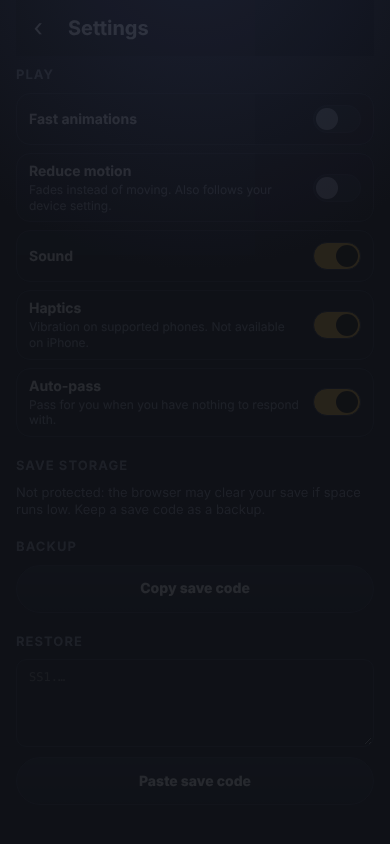 Settings
PLAY
Fast animations
Reduce motion
Fades instead of moving. Also follows your
device setting.
Sound
Haptics
Vibration on supported phones. Not available
on iPhone.
Auto-pass
Pass for you when you have nothing to respond
with.
SAVE STORAGE
Not protected: the browser may clear your save if space
runs low. Keep a save code as a backup.
BACKUP
Copy save code
RESTORE
SS1.…
Paste save code